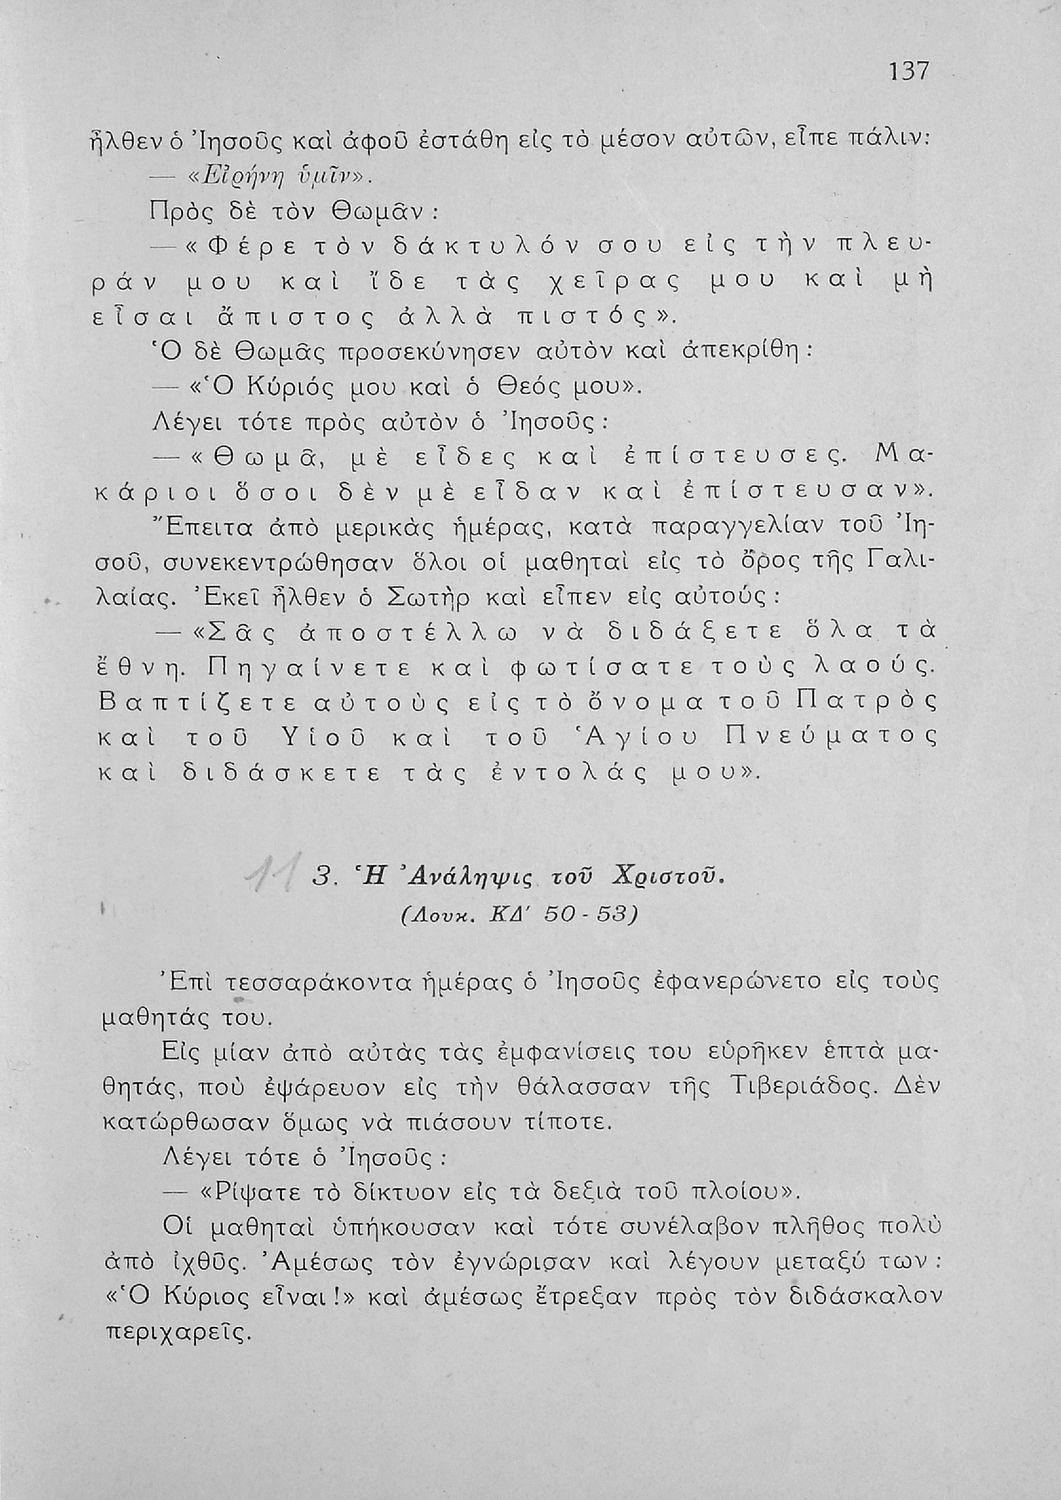 137
ἦλθεν ὁ Ἰησοῦς καὶ ἀφοῦ ἐστάθη εἰς τὸ μέσον αὐτῶν, εἶπε πάλιν:
— «Εἰρήνη ὑμῖν».
Πρὸς δὲ τὸν Θωμᾶν :
— «Φέρε τὸν δάκτυλόν σου εἰς τὴν πλευ-
ράν μου καὶ ἴδε τὰς χεῖρας μου καὶ μὴ
εἶσαι ἄπιστος ἀλλὰ πιστός».
Ὁ δὲ Θωμᾶς προσεκύνησεν αὐτὸν καὶ ἀπεκρίθη :
— «Ὁ Κύριός μου καὶ ὁ Θεός μου».
Λέγει τότε πρὸς αὐτὸν ὁ Ἰησοῦς :
— «Θωμᾶ, μὲ εἶδες καὶ ἐπίστευσες. Μα-
κάριοι ὅσοι δὲν μὲ εἶδαν καὶ ἐπίστευσαν».
Ἔπειτα ἀπὸ μερικὰς ἡμέρας, κατὰ παραγγελίαν τοῦ Ἰη-
σοῦ, συνεκεντρώθησαν ὅλοι οἱ μαθηταὶ εἰς τὸ ὄρος τῆς Γαλι-
λαίας. Ἐκεῖ ἦλθεν ὁ Σωτὴρ καὶ εἶπεν εἰς αὐτούς :
— «Σᾶς ἀποστέλλω νὰ διδάξετε ὅλα τὰ
ἔθνη. Πηγαίνετε καὶ φωτίσατε τοὺς λαούς.
Βαπτίζετε αὐτοὺς εἰς τὸ ὄνομα τοῦ Πατρὸς
καὶ τοῦ Υἱοῦ καὶ τοῦ Ἁγίου Πνεύματος
καὶ διδάσκετε τὰς ἐντολάς μου».
11 3. Ἡ Ἀνάληψις τοῦ Χριστοῦ.
(Λουκ. ΚΔ' 50 - 53)
Ἐπὶ τεσσαράκοντα ἡμέρας ὁ Ἰησοῦς ἐφανερώνετο εἰς τοὺς
μαθητάς του.
Εἰς μίαν ἀπὸ αὐτὰς τὰς ἐμφανίσεις του εὑρῆκεν ἑπτὰ μα-
θητάς, ποὺ ἐψάρευον εἰς τὴν θάλασσαν τῆς Τιβεριάδος. Δὲν
κατώρθωσαν ὅμως νὰ πιάσουν τίποτε.
Λέγει τότε ὁ Ἰησοῦς :
— «Ρίψατε τὸ δίκτυον εἰς τὰ δεξιὰ τοῦ πλοίου».
Οἱ μαθηταὶ ὑπήκουσαν καὶ τότε συνέλαβον πλῆθος πολὺ
ἀπὸ ἰχθῦς. Ἀμέσως τὸν ἐγνώρισαν καὶ λέγουν μεταξύ των :
«Ὁ Κύριος εἶναι!» καὶ ἀμέσως ἔτρεξαν πρὸς τὸν διδάσκαλον
περιχαρεῖς.